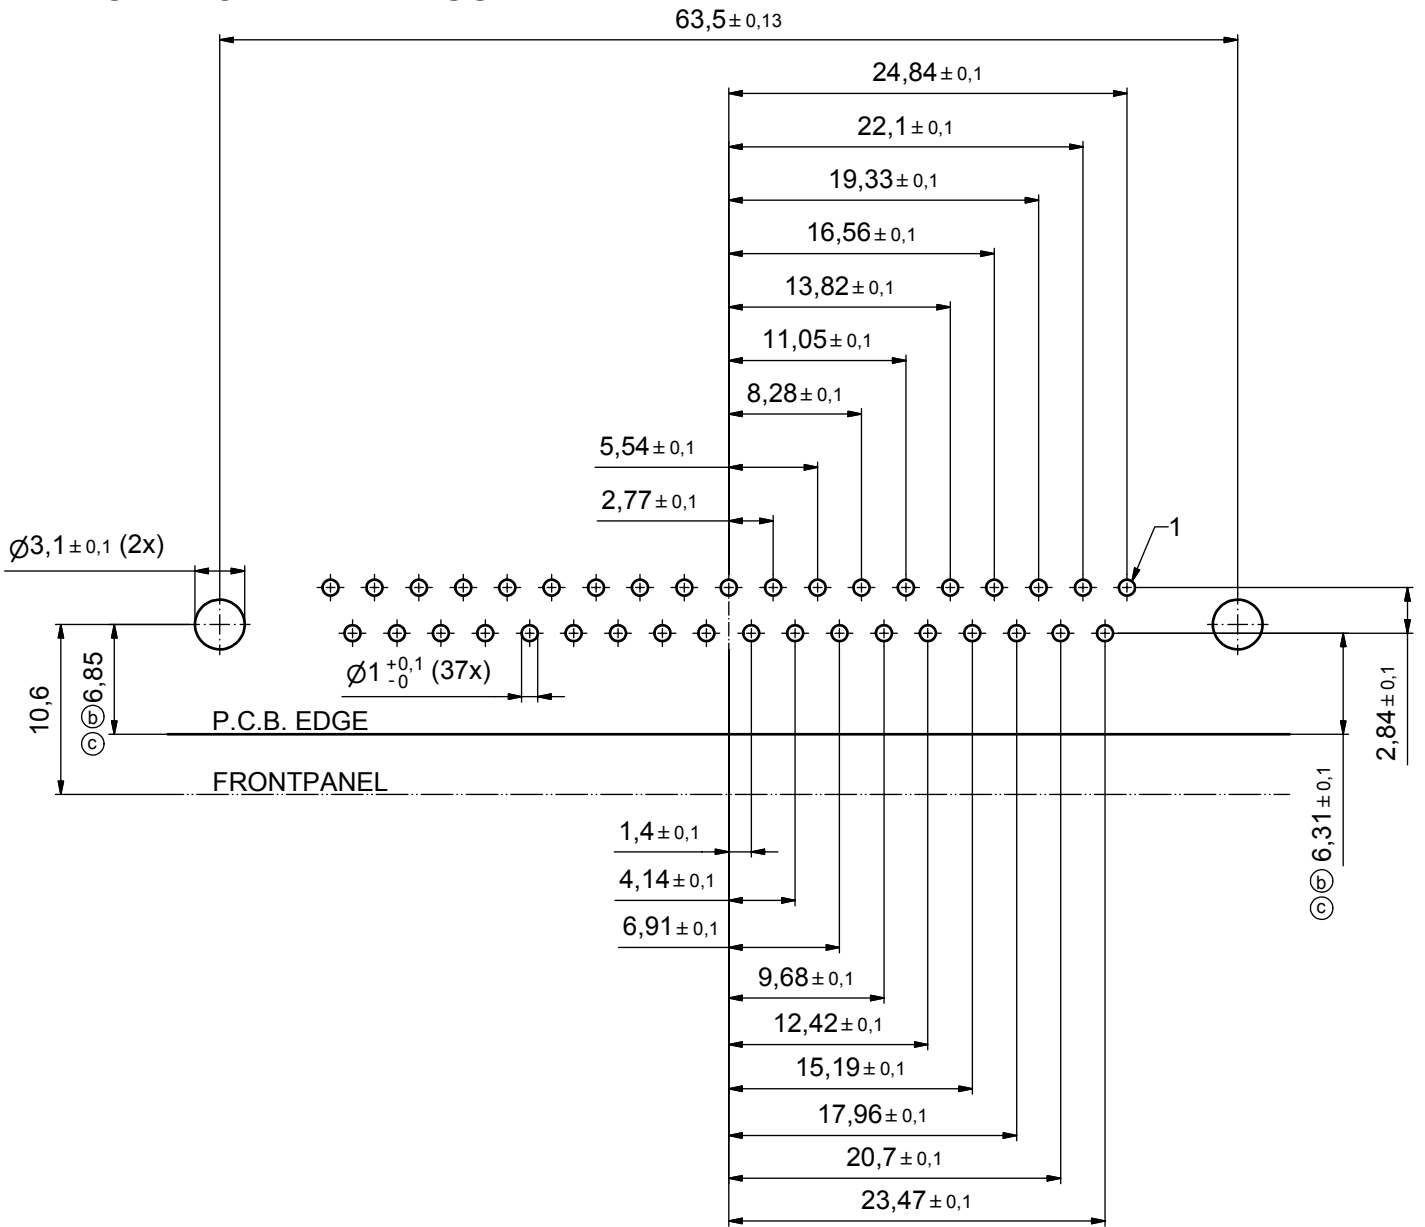 63,5 ± 0,13
24,84 ± 0,1
22,1 ± 0,1
19,33 ± 0,1
16,56 ± 0,1
13,82 ± 0,1
11,05 ± 0,1
8,28 ± 0,1
5,54 ± 0,1
2,77 ± 0,1
1
Ø3,1 ± 0,1 (2x)
Ø1 +0,1 -0 (37x)
10,6
ⓒ ⓑ 6,85
P.C.B. EDGE
FRONTPANEL
2,84 ± 0,1
ⓒ ⓑ 6,31 ± 0,1
1,4 ± 0,1
4,14 ± 0,1
6,91 ± 0,1
9,68 ± 0,1
12,42 ± 0,1
15,19 ± 0,1
17,96 ± 0,1
20,7 ± 0,1
23,47 ± 0,1